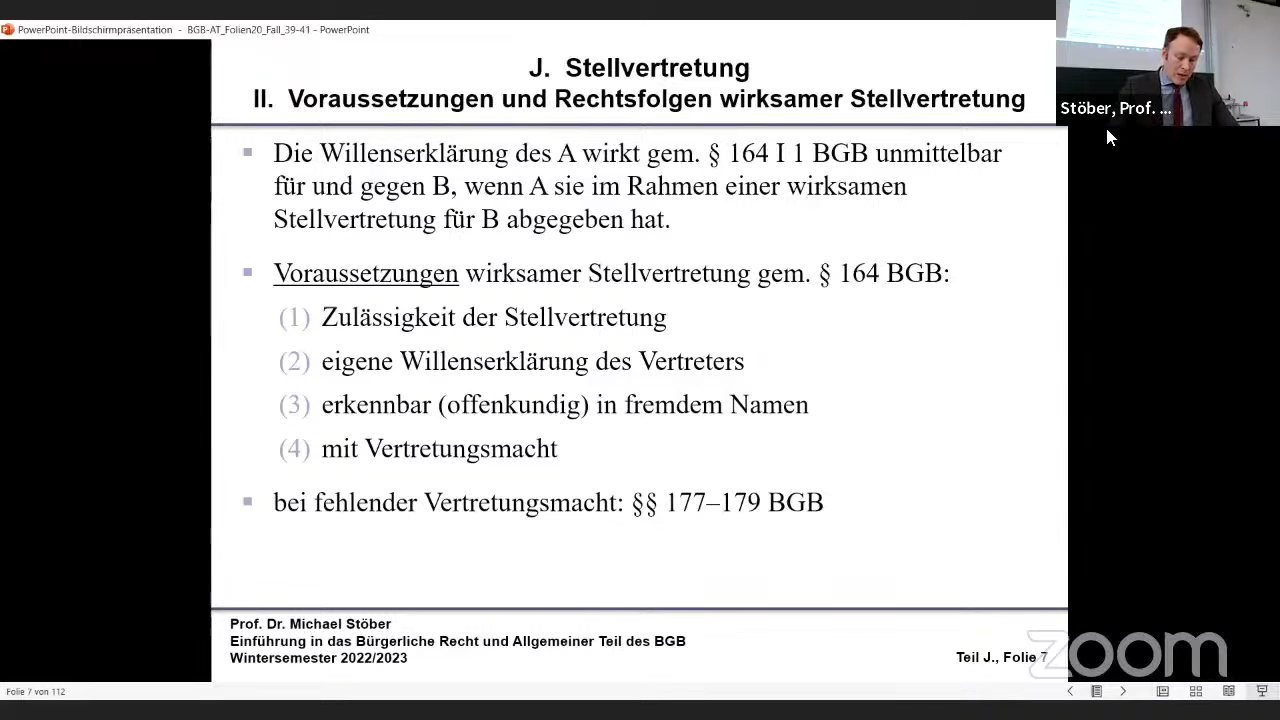 PowerPoint-Bildschirmpräsentation - BGB-AT_Folien20_Fall_39-41 - PowerPoint
J. Stellvertretung
II. Voraussetzungen und Rechtsfolgen wirksamer Stellvertretung
Stöber, Prof. ...
Die Willenserklärung des A wirkt gem. § 164 I 1 BGB unmittelbar
für und gegen B, wenn A sie im Rahmen einer wirksamen
Stellvertretung für B abgegeben hat.
Voraussetzungen wirksamer Stellvertretung gem. § 164 BGB:
(1) Zulässigkeit der Stellvertretung
(2) eigene Willenserklärung des Vertreters
(3) erkennbar (offenkundig) in fremdem Namen
(4) mit Vertretungsmacht
bei fehlender Vertretungsmacht: §§ 177–179 BGB
Prof. Dr. Michael Stöber
Einführung in das Bürgerliche Recht und Allgemeiner Teil des BGB
Wintersemester 2022/2023
Teil J., Folie 7
zoom
Folie 7 von 112